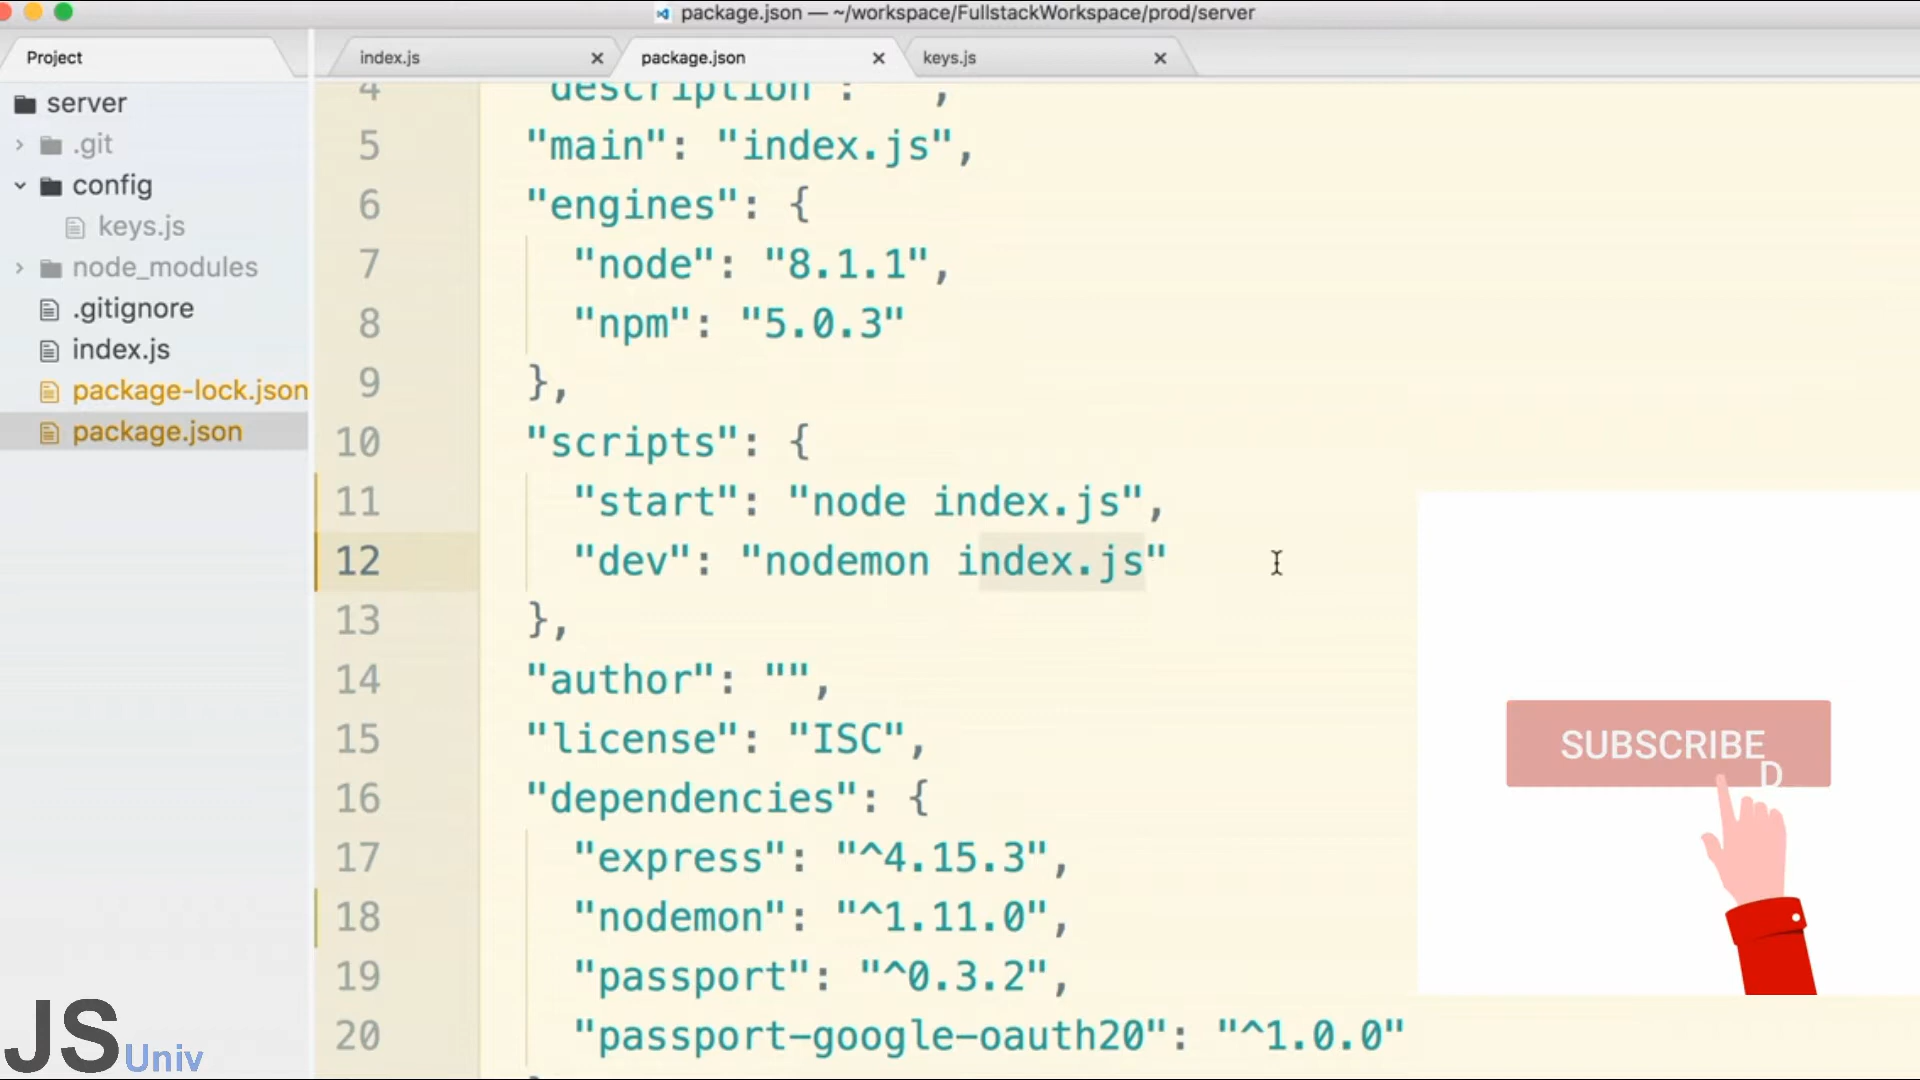 package.json — ~/workspace/FullstackWorkspace/prod/server
Project
index.js
package.json
keys.js
server
.git
config
keys.js
node_modules
.gitignore
index.js
package-lock.json
package.json
4 "description": "",
5 "main": "index.js",
6 "engines": {
7 "node": "8.1.1",
8 "npm": "5.0.3"
9 },
10 "scripts": {
11 "start": "node index.js",
12 "dev": "nodemon index.js"
13 },
14 "author": "",
15 "license": "ISC",
16 "dependencies": {
17 "express": "^4.15.3",
18 "nodemon": "^1.11.0",
19 "passport": "^0.3.2",
20 "passport-google-oauth20": "^1.0.0"
SUBSCRIBE
D
JS Univ